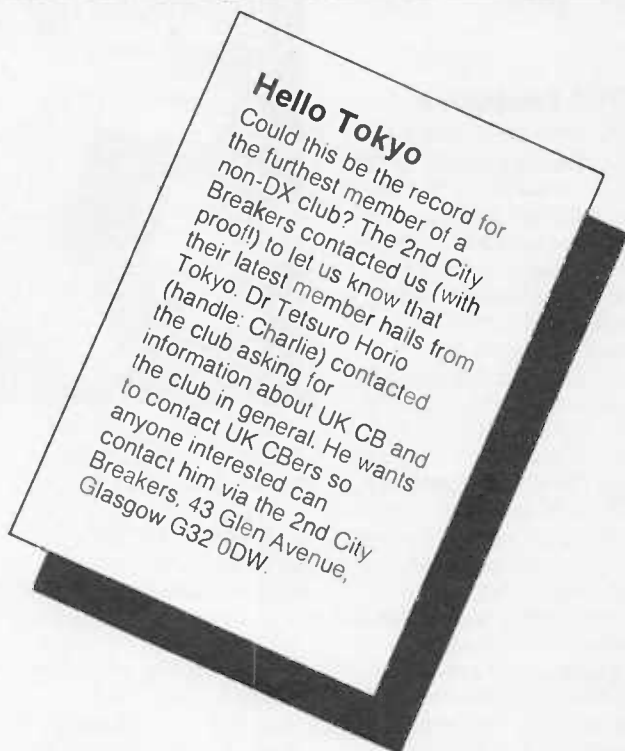 Hello Tokyo
Could this be the record for
the furthest member of a
non-DX club? The 2nd City
Breakers contacted us (with
proof!) to let us know that
their latest member hails from
Tokyo. Dr Tetsuro Horio
(handle: Charlie) contacted
the club asking for
information about UK CB and
the club in general. He wants
to contact UK CBers so
anyone interested can
contact him via the 2nd City
Breakers, 43 Glen Avenue,
Glasgow G32 0DW.